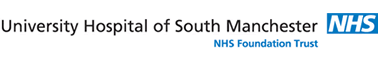 University Hospital of South Manchester NHS
NHS Foundation Trust